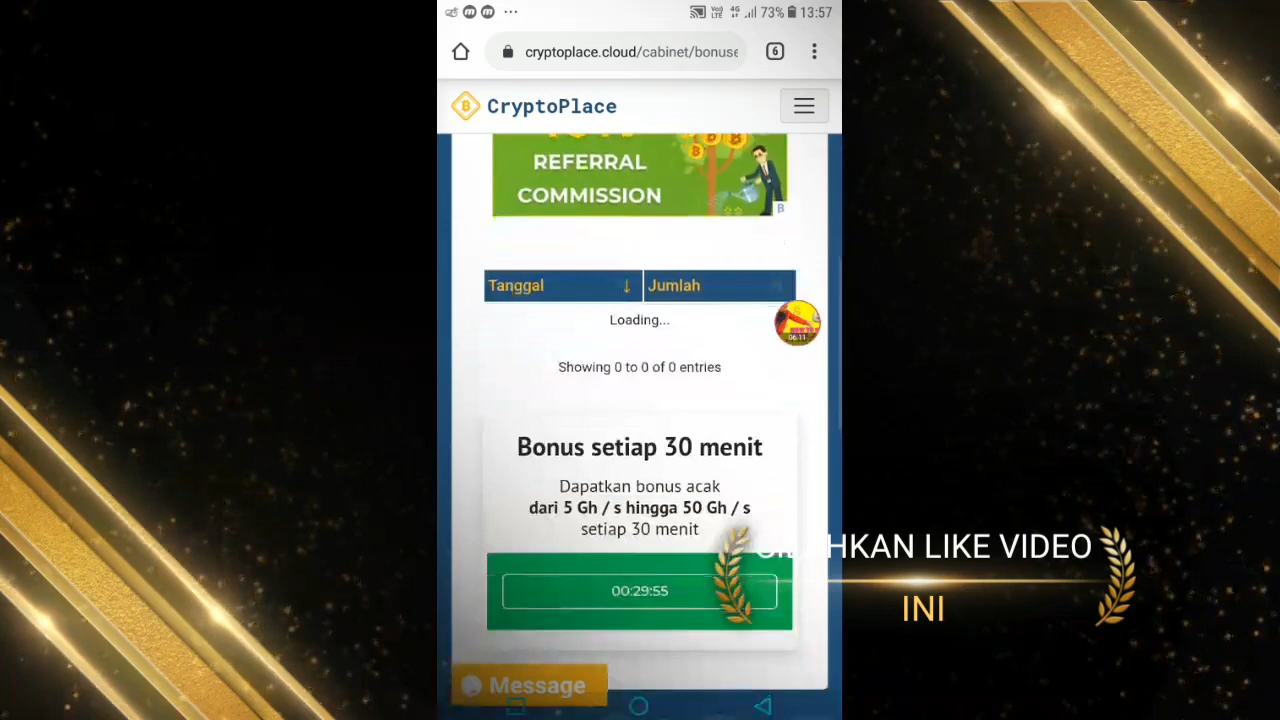 73% 13:57
cryptoplace.cloud/cabinet/bonuse
6
CryptoPlace
REFERRAL
COMMISSION
Tanggal ↓ Jumlah
Loading...
06:11
Showing 0 to 0 of 0 entries
Bonus setiap 30 menit
Dapatkan bonus acak
dari 5 Gh / s hingga 50 Gh / s
setiap 30 menit
00:29:55
LIKE VIDEO
INI
Message